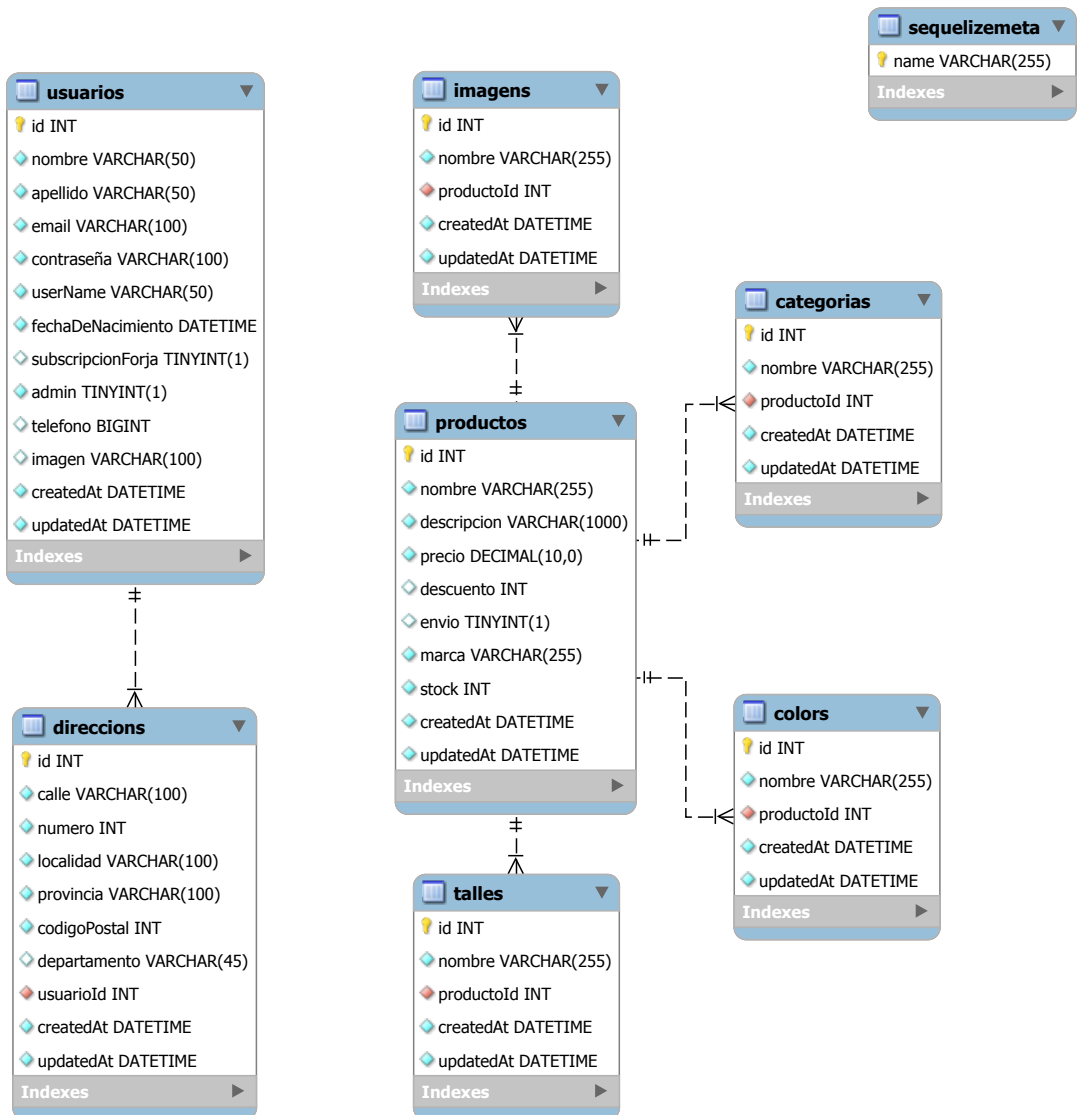 sequelizemeta
name VARCHAR(255)
Indexes
usuarios
id INT
nombre VARCHAR(50)
apellido VARCHAR(50)
email VARCHAR(100)
contraseña VARCHAR(100)
userName VARCHAR(50)
fechaDeNacimiento DATETIME
subscripcionForja TINYINT(1)
admin TINYINT(1)
telefono BIGINT
imagen VARCHAR(100)
createdAt DATETIME
updatedAt DATETIME
Indexes
imagens
id INT
nombre VARCHAR(255)
productoId INT
createdAt DATETIME
updatedAt DATETIME
Indexes
categorias
id INT
nombre VARCHAR(255)
productoId INT
createdAt DATETIME
updatedAt DATETIME
Indexes
productos
id INT
nombre VARCHAR(255)
descripcion VARCHAR(1000)
precio DECIMAL(10,0)
descuento INT
envio TINYINT(1)
marca VARCHAR(255)
stock INT
createdAt DATETIME
updatedAt DATETIME
Indexes
direccions
id INT
calle VARCHAR(100)
numero INT
localidad VARCHAR(100)
provincia VARCHAR(100)
codigoPostal INT
departamento VARCHAR(45)
usuarioId INT
createdAt DATETIME
updatedAt DATETIME
Indexes
colors
id INT
nombre VARCHAR(255)
productoId INT
createdAt DATETIME
updatedAt DATETIME
Indexes
talles
id INT
nombre VARCHAR(255)
productoId INT
createdAt DATETIME
updatedAt DATETIME
Indexes